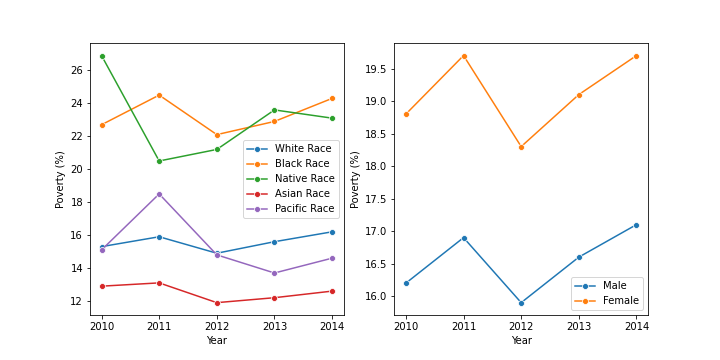 26
24
22
20
18
16
14
12
Poverty (%)
2010 2011 2012 2013 2014
Year
White Race
Black Race
Native Race
Asian Race
Pacific Race
19.5
19.0
18.5
18.0
17.5
17.0
16.5
16.0
Poverty (%)
2010 2011 2012 2013 2014
Year
Male
Female